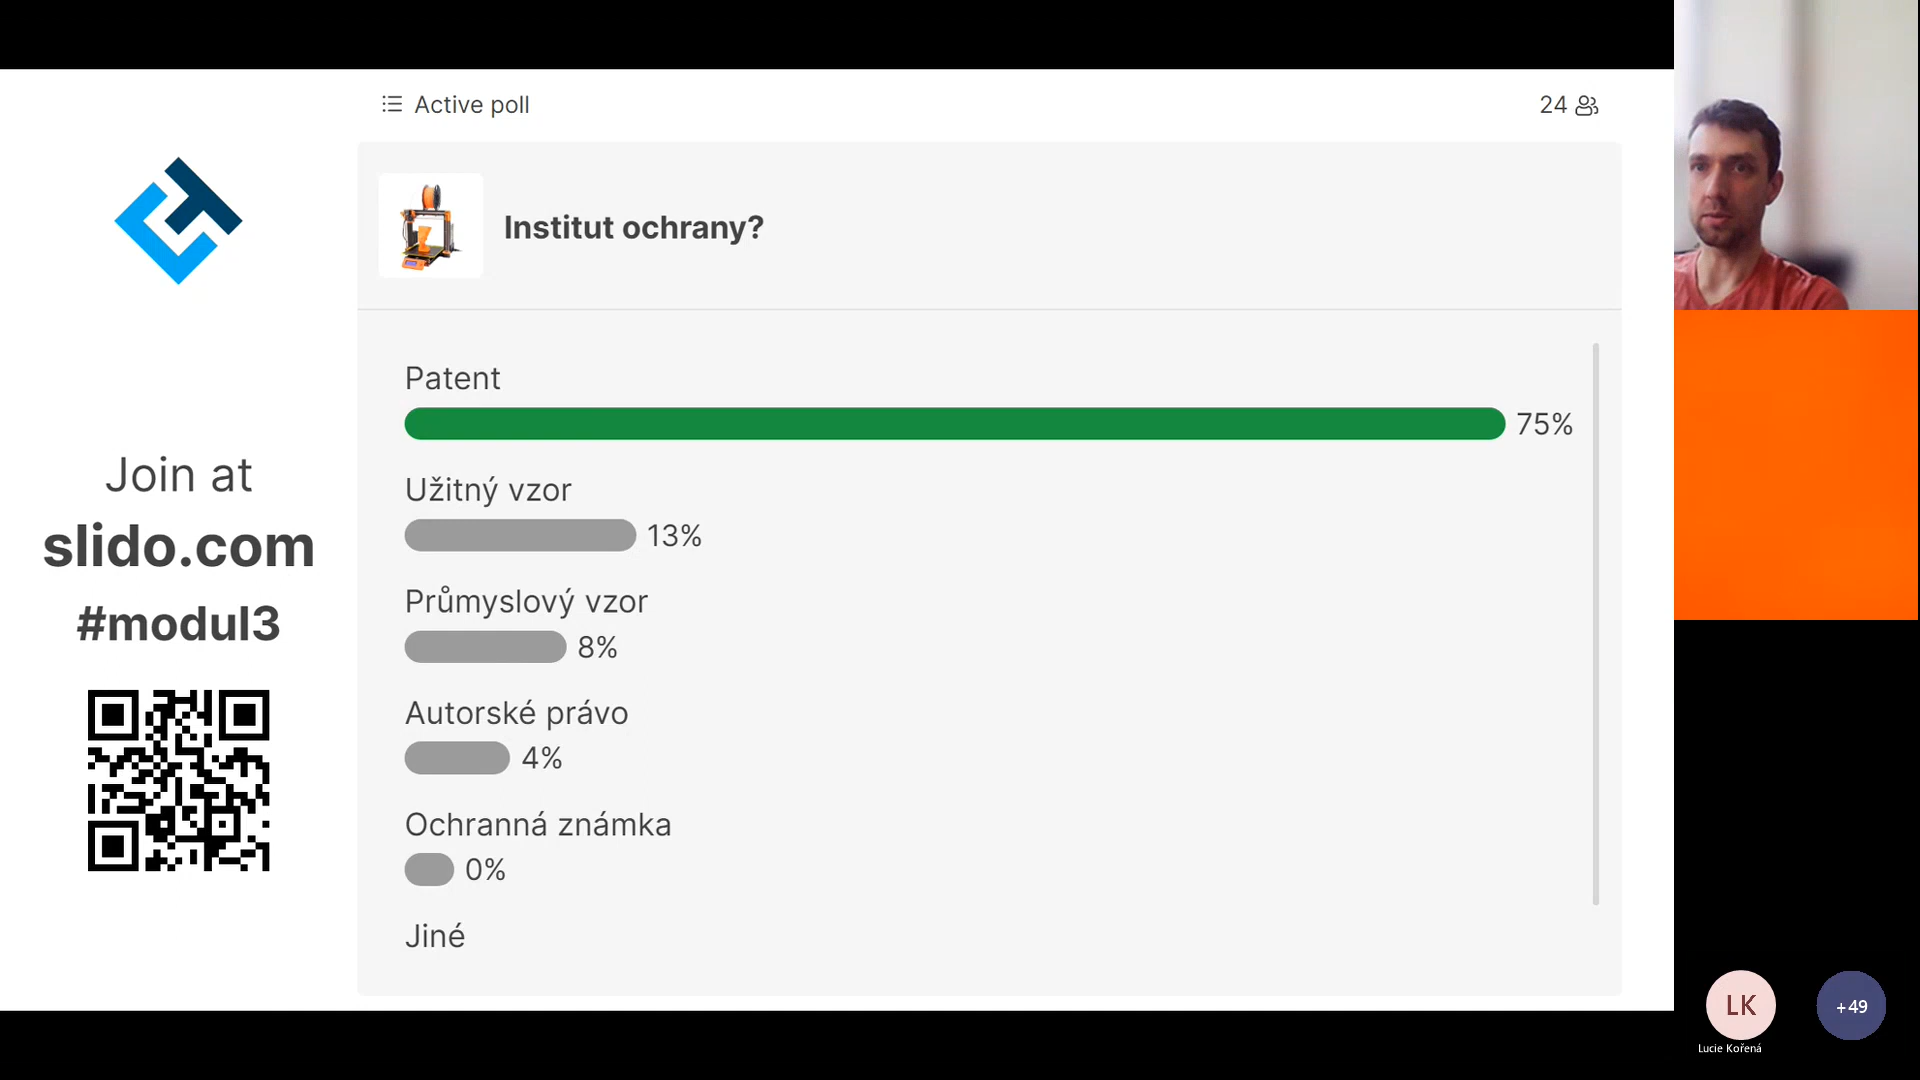 Active poll
24
Institut ochrany?
Patent
75%
Užitný vzor
13%
Průmyslový vzor
8%
Autorské právo
4%
Ochranná známka
0%
Jiné
Join at
slido.com
#modul3
LK
+49
Lucie Kořená